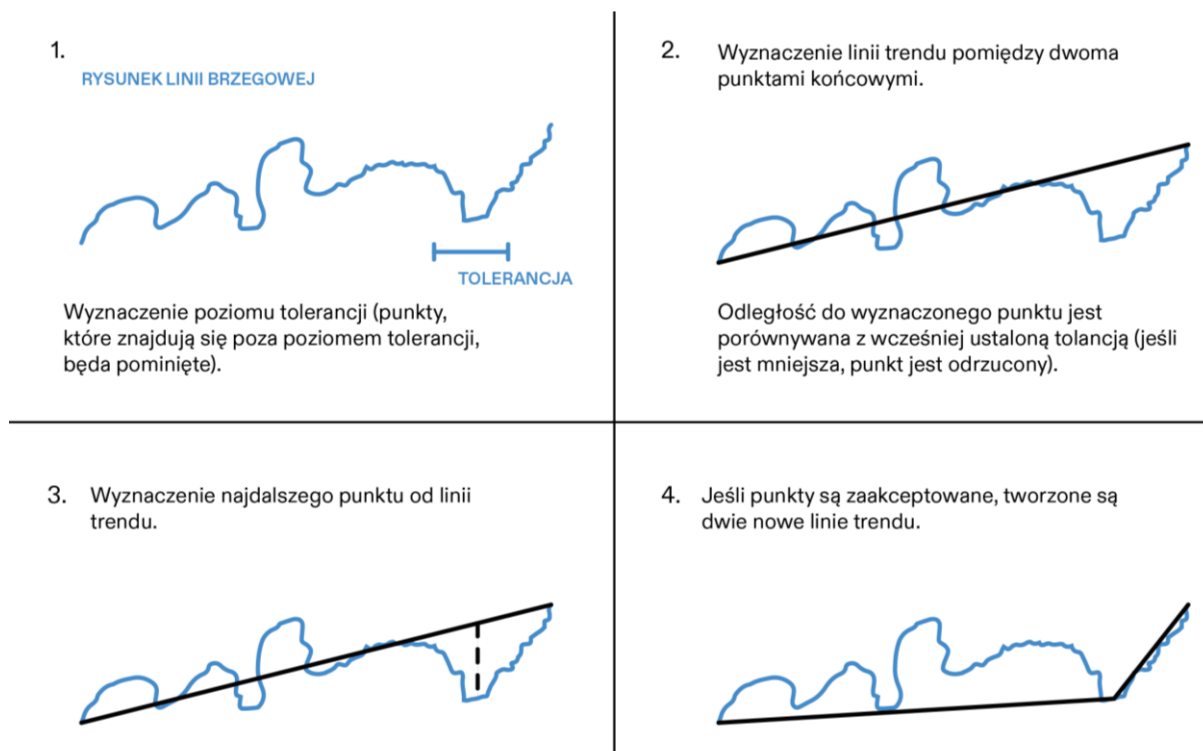 1.
RYSUNEK LINII BRZEGOWEJ
TOLERANCJA
Wyznaczenie poziomu tolerancji (punkty,
które znajdują się poza poziomem tolerancji,
będa pominięte).
2. Wyznaczenie linii trendu pomiędzy dwoma
punktami końcowymi.
Odległość do wyznaczonego punktu jest
porównywana z wcześniej ustaloną tolancją (jeśli
jest mniejsza, punkt jest odrzucony).
3. Wyznaczenie najdalszego punktu od linii
trendu.
4. Jeśli punkty są zaakceptowane, tworzone są
dwie nowe linie trendu.